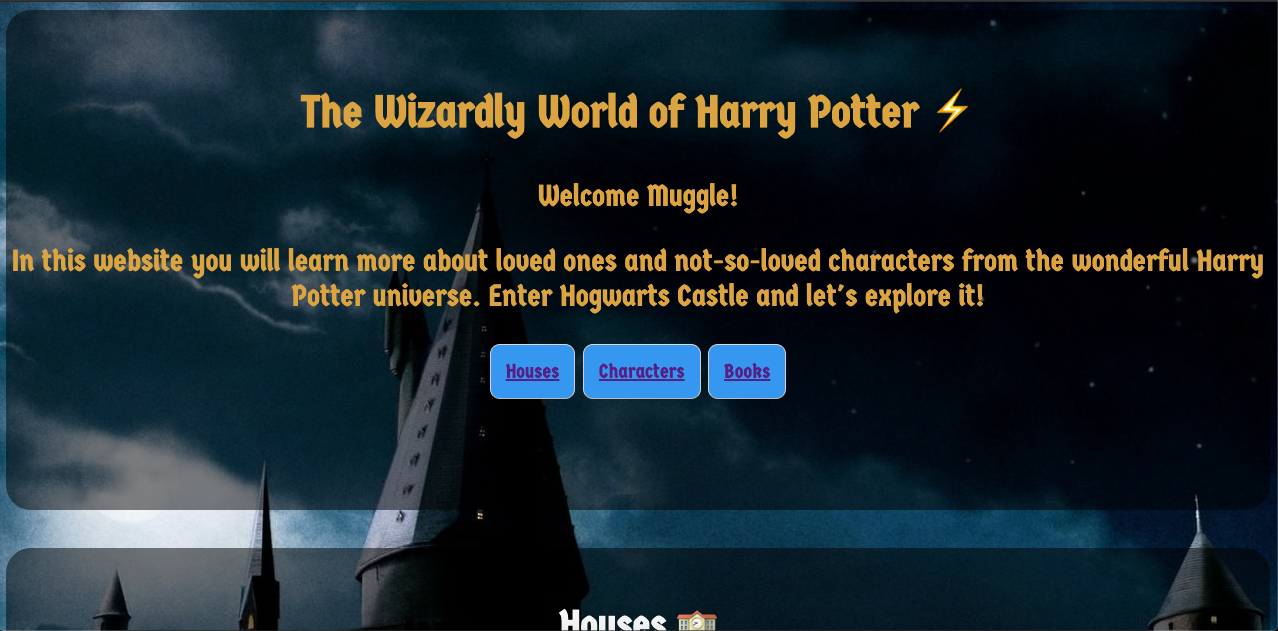 The Wizardly World of Harry Potter ⚡
Welcome Muggle!
In this website you will learn more about loved ones and not-so-loved characters from the wonderful Harry
Potter universe. Enter Hogwarts Castle and let's explore it!
Houses Characters Books
Houses 🏫